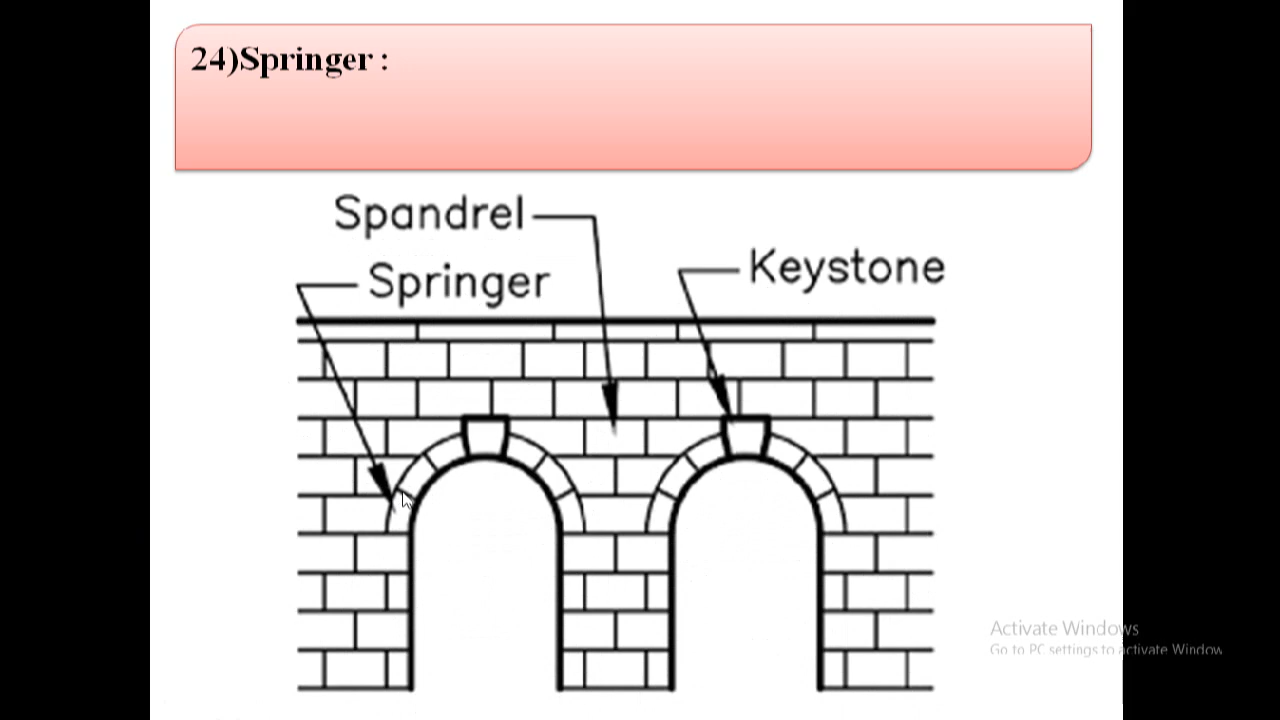 24)Springer :
Spandrel
Springer
Keystone
Activate Windows
Go to PC settings to activate Window